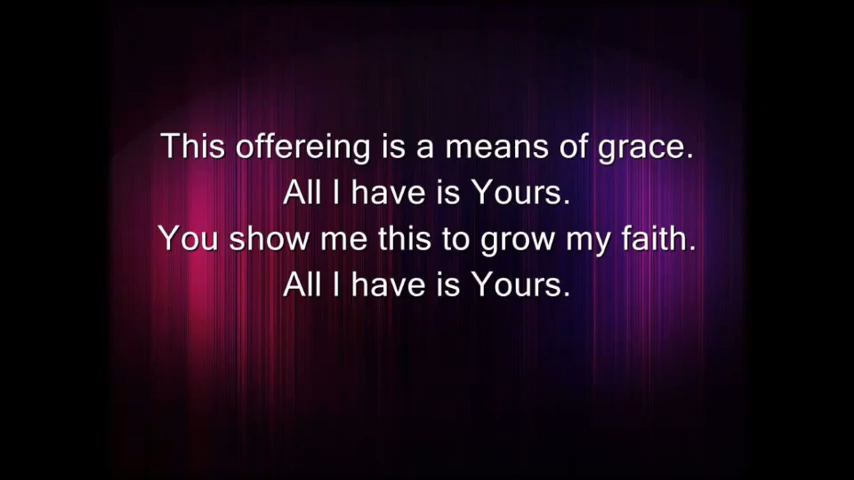 This offereing is a means of grace.
All I have is Yours.
You show me this to grow my faith.
All I have is Yours.